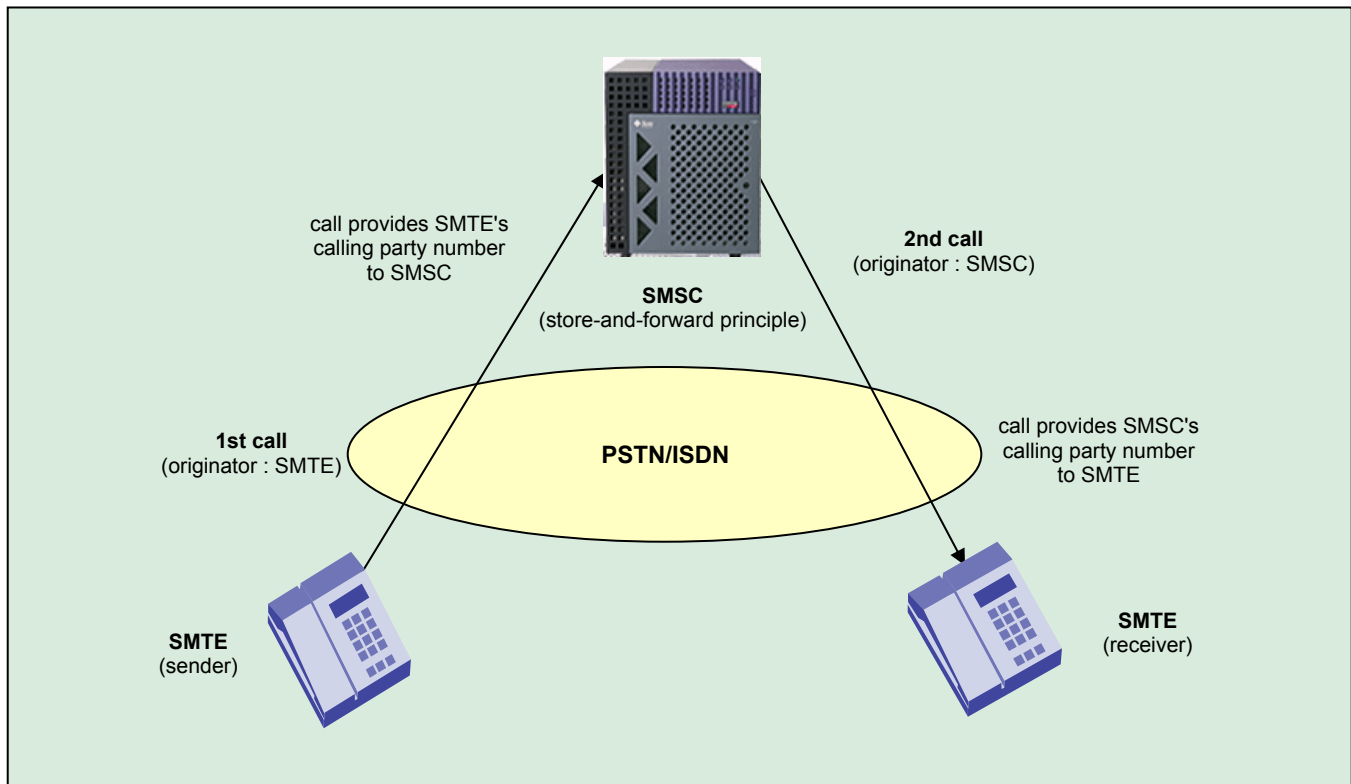 call provides SMTE's
calling party number
to SMSC
2nd call
(originator : SMSC)
SMSC
(store-and-forward principle)
1st call
(originator : SMTE)
PSTN/ISDN
call provides SMSC's
calling party number
to SMTE
SMTE
(sender)
SMTE
(receiver)